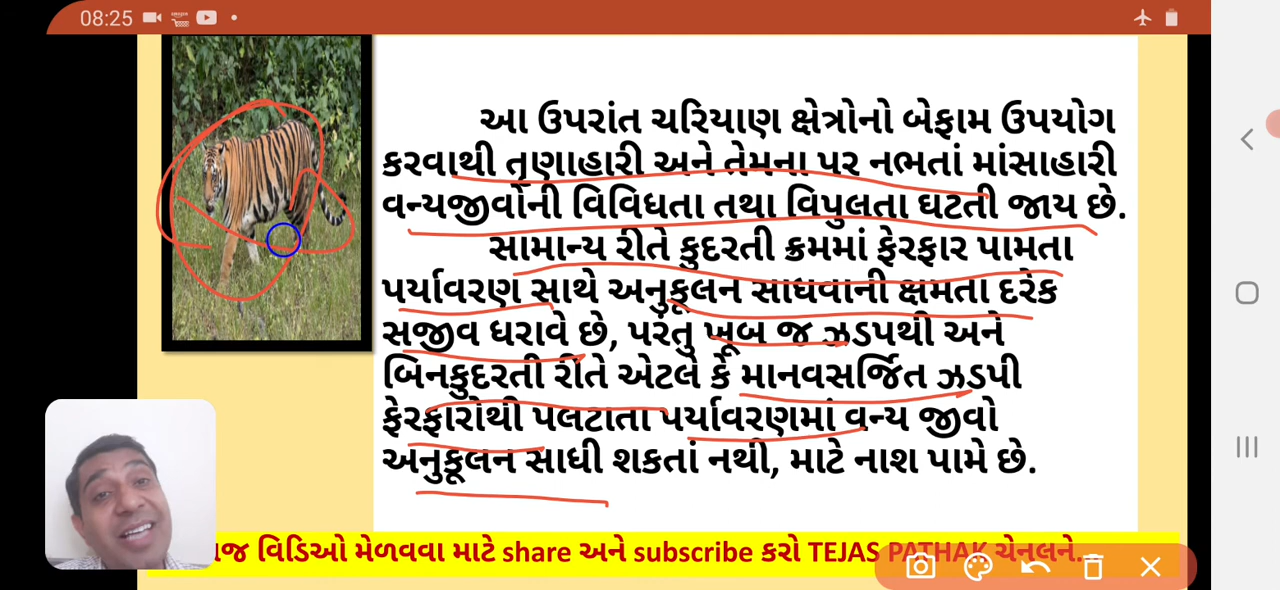 08:25
આ ઉપરાંત ચરિયાણ ક્ષેત્રોનો બેફામ ઉપયોગ
કરવાથી તૃણાહારી અને તેમના પર નભતાં માંસાહારી
વન્યજીવોની વિવિધતા તથા વિપુલતા ઘટતી જાય છે.
સામાન્ય રીતે કુદરતી ક્રમમાં ફેરફાર પામતા
પર્યાવરણ સાથે અનુકૂલન સાધવાની ક્ષમતા દરેક
સજીવ ધરાવે છે, પરંતુ ખૂબ જ ઝડપથી અને
બિનકુદરતી રીતે એટલે કે માનવસર્જિત ઝડપી
ફેરફારોથી પલટાતા પર્યાવરણમાં વન્ય જીવો
અનુકૂલન સાધી શકતાં નથી, માટે નાશ પામે છે.
વિડિઓ મેળવવા માટે share અને subscribe કરો TEJAS PATHAK ચેનલને..